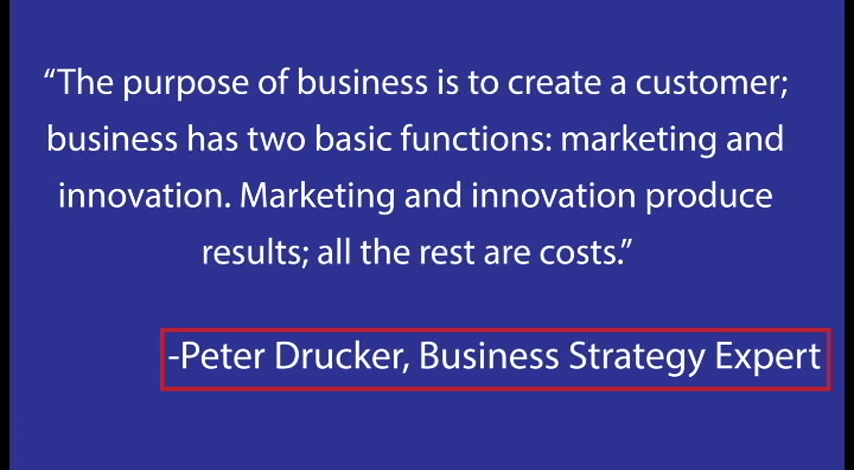 “The purpose of business is to create a customer;
business has two basic functions: marketing and
innovation. Marketing and innovation produce
results; all the rest are costs.”
-Peter Drucker, Business Strategy Expert